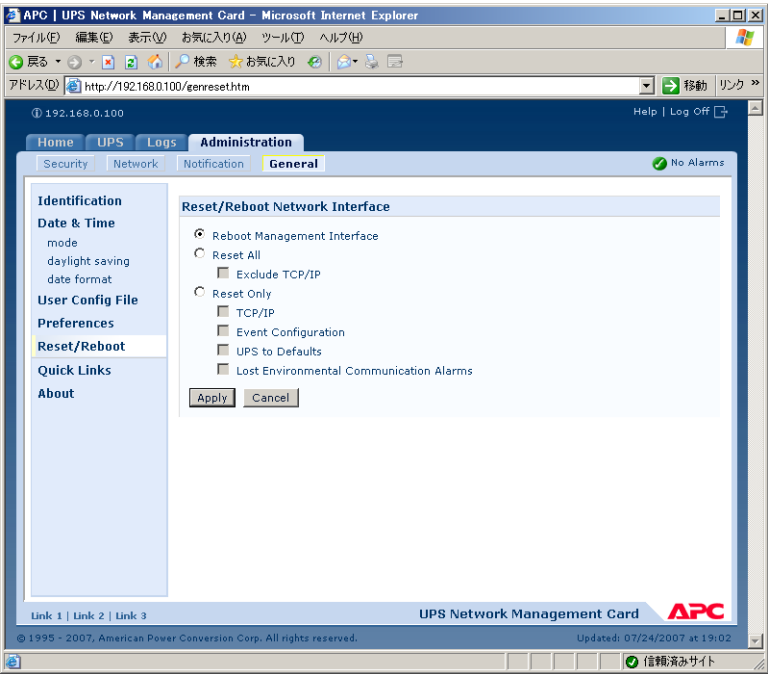 APC | UPS Network Management Card - Microsoft Internet Explorer
ファイル(F) 編集(E) 表示(V) お気に入り(A) ツール(T) ヘルプ(H)
戻る 検索 お気に入り
アドレス(D) http://192.168.0.100/genreset.htm 移動 リンク »
192.168.0.100 Help | Log Off
Home UPS Logs Administration
Security Network Notification General No Alarms
Identification
Date & Time
mode
daylight saving
date format
User Config File
Preferences
Reset/Reboot
Quick Links
About
Reset/Reboot Network Interface
Reboot Management Interface
Reset All
Exclude TCP/IP
Reset Only
TCP/IP
Event Configuration
UPS to Defaults
Lost Environmental Communication Alarms
Apply Cancel
Link 1 | Link 2 | Link 3 UPS Network Management Card APC
© 1995 - 2007, American Power Conversion Corp. All rights reserved. Updated: 07/24/2007 at 19:02
信頼済みサイト